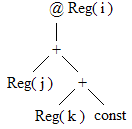 @ Reg(i)
+
Reg(j) +
Reg(k) const